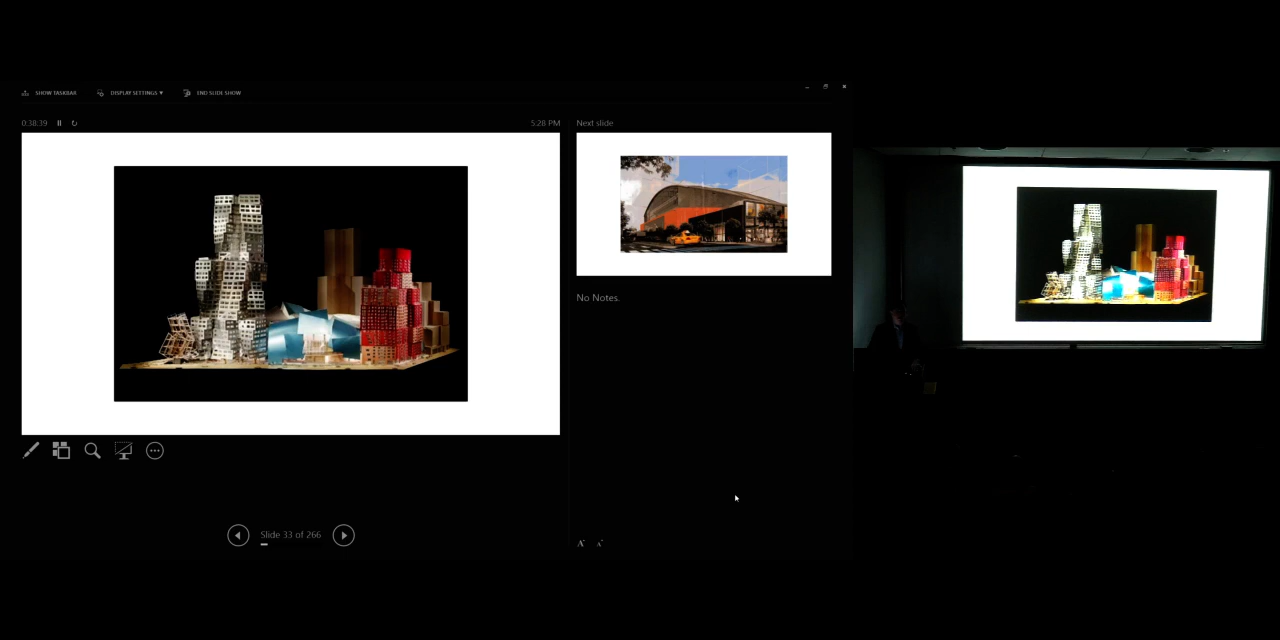 SHOW TASKBAR
DISPLAY SETTINGS ▼
END SLIDE SHOW
0:38:39
5:28 PM
Next slide
No Notes.
Slide 33 of 266
A
A